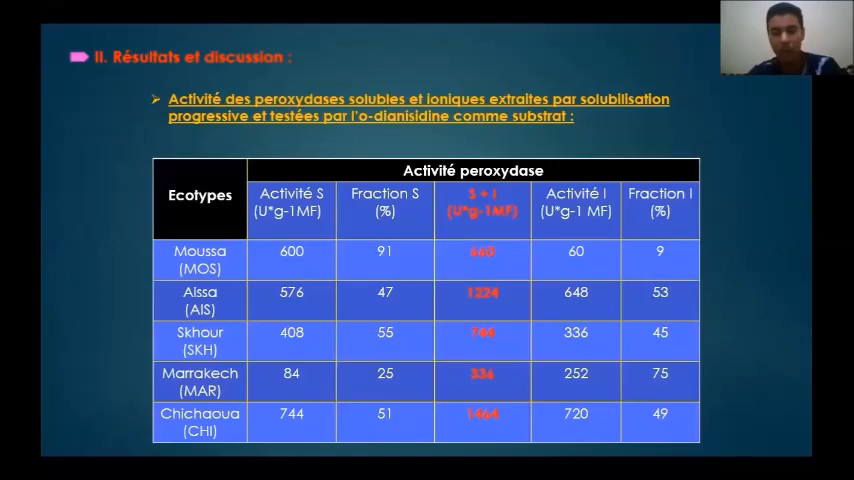 II. Résultats et discussion :
Activité des peroxydases solubles et ioniques extraites par solubilisation
progressive et testées par l'o-dianisidine comme substrat :
Ecotypes
Activité peroxydase
Activité S
(U*g-1MF)
Fraction S
(%)
S + I
(U*g-1MF)
Activité I
(U*g-1 MF)
Fraction I
(%)
Moussa
(MOS)
600 91 660 60 9
Aissa
(AIS)
576 47 1224 648 53
Skhour
(SKH)
408 55 744 336 45
Marrakech
(MAR)
84 25 336 252 75
Chichaoua
(CHI)
744 51 1464 720 49